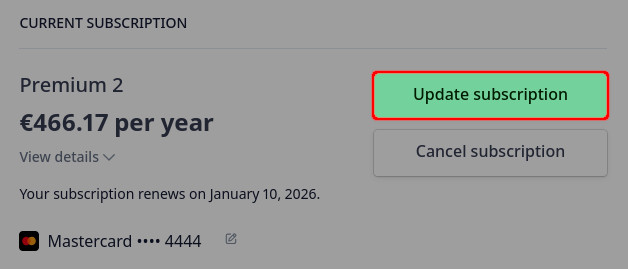 CURRENT SUBSCRIPTION
Premium 2
€466.17 per year
View details
Your subscription renews on January 10, 2026.
Mastercard •••• 4444
Update subscription
Cancel subscription